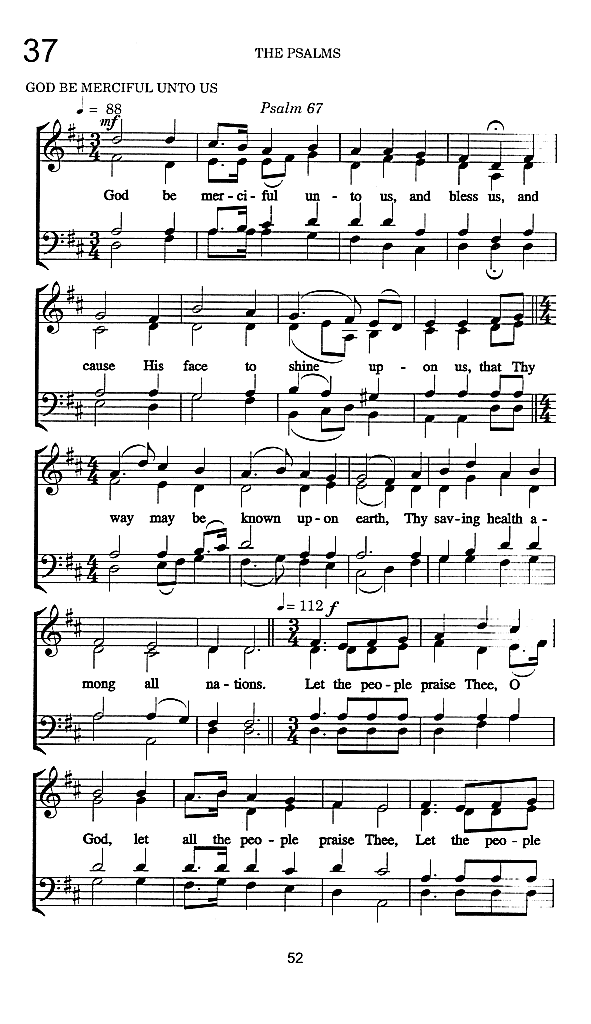 37
THE PSALMS
GOD BE MERCIFUL UNTO US
♩ = 88 Psalm 67
mf
God be mer - ci - ful un - to us, and bless us, and
cause His face to shine up - on us, that Thy
way may be known up - on earth, Thy sav - ing health a -
♩ = 112 f
mong all na - tions. Let the peo - ple praise Thee, O
God, let all the peo - ple praise Thee, Let the peo - ple
52